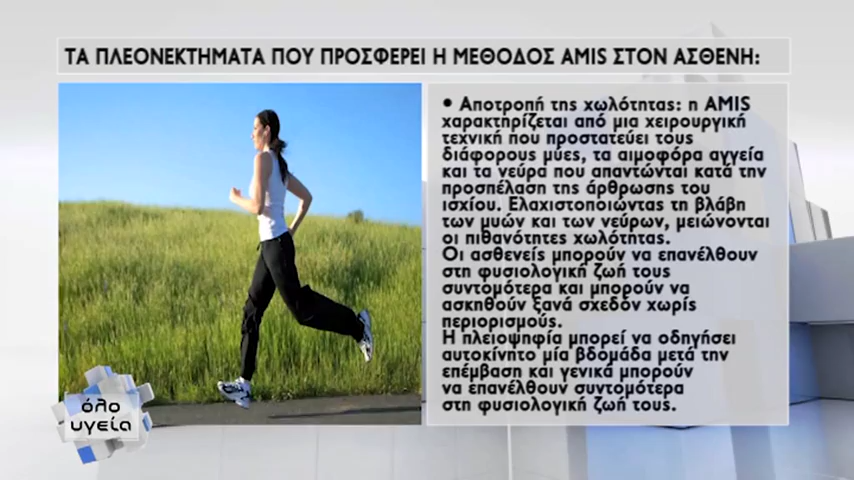 ΤΑ ΠΛΕΟΝΕΚΤΗΜΑΤΑ ΠΟΥ ΠΡΟΣΦΕΡΕΙ Η ΜΕΘΟΔΟΣ AMIS ΣΤΟΝ ΑΣΘΕΝΗ:
• Αποτροπή της χωλότητας: η AMIS
χαρακτηρίζεται από μια χειρουργική
τεχνική που προστατεύει τους
διάφορους μύες, τα αιμοφόρα αγγεία
και τα νεύρα που απαντώνται κατά την
προσπέλαση της άρθρωσης του
ισχίου. Ελαχιστοποιώντας τη βλάβη
των μυών και των νεύρων, μειώνονται
οι πιθανότητες χωλότητας.
Οι ασθενείς μπορούν να επανέλθουν
στη φυσιολογική ζωή τους
συντομότερα και μπορούν να
ασκηθούν ξανά σχεδόν χωρίς
περιορισμούς.
Η πλειοψηφία μπορεί να οδηγήσει
αυτοκίνητο μία βδομάδα μετά την
επέμβαση και γενικά μπορούν
να επανέλθουν συντομότερα
στη φυσιολογική ζωή τους.
όλο
υγεία